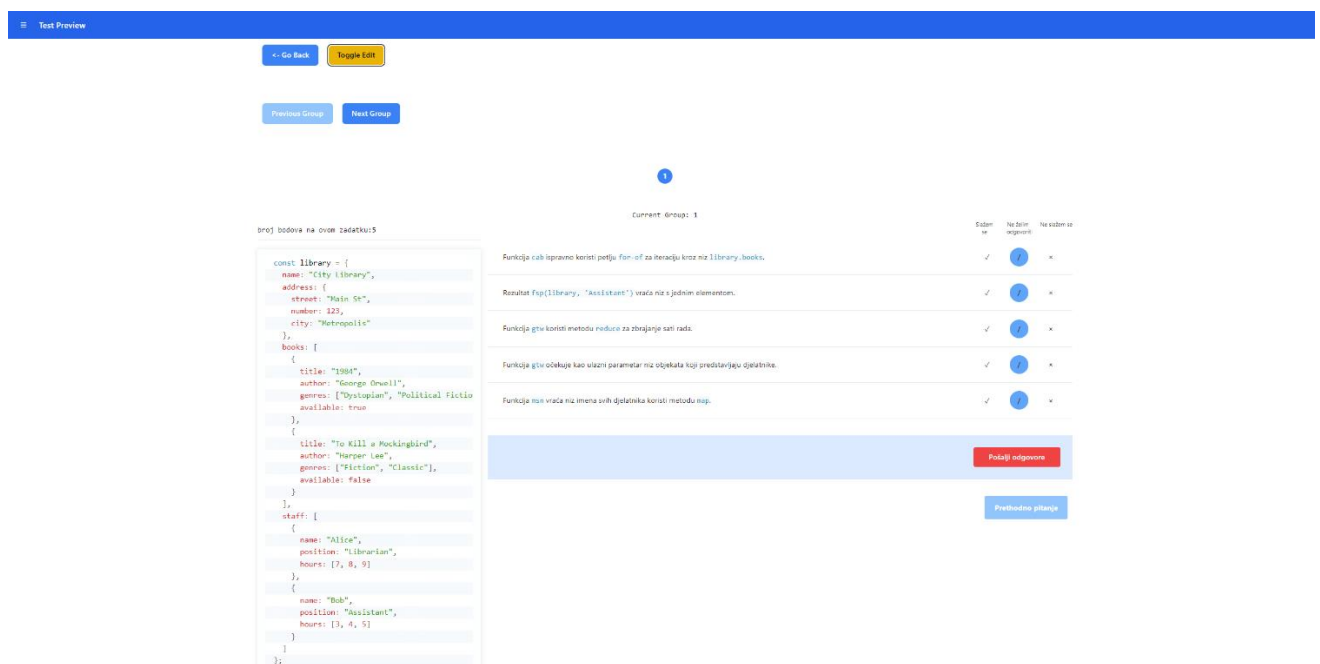 ☰ Test Preview
<- Go Back
Toggle Edit
Previous Group
Next Group
1
Current Group: 1
broj bodova na ovom zadatku:5
Slažem se
Ne želim odgovoriti
Ne slažem se
const library = {
name: "City Library",
address: {
street: "Main St",
number: 123,
city: "Metropolis"
},
books: [
{
title: "1984",
author: "George Orwell",
genres: ["Dystopian", "Political Fictio
available: true
},
{
title: "To Kill a Mockingbird",
author: "Harper Lee",
genres: ["Fiction", "Classic"],
available: false
}
],
staff: [
{
name: "Alice",
position: "Librarian",
hours: [7, 8, 9]
},
{
name: "Bob",
position: "Assistant",
hours: [3, 4, 5]
}
]
};
Funkcija cab ispravno koristi petlju for-of za iteraciju kroz niz library.books.
✓ / ×
Rezultat fsp(library, 'Assistant') vraća niz s jednim elementom.
✓ / ×
Funkcija gtw koristi metodu reduce za zbrajanje sati rada.
✓ / ×
Funkcija gtw očekuje kao ulazni parametar niz objekata koji predstavljaju djelatnike.
✓ / ×
Funkcija nsn vraća niz imena svih djelatnika koristi metodu map.
✓ / ×
Pošalji odgovore
Prethodno pitanje